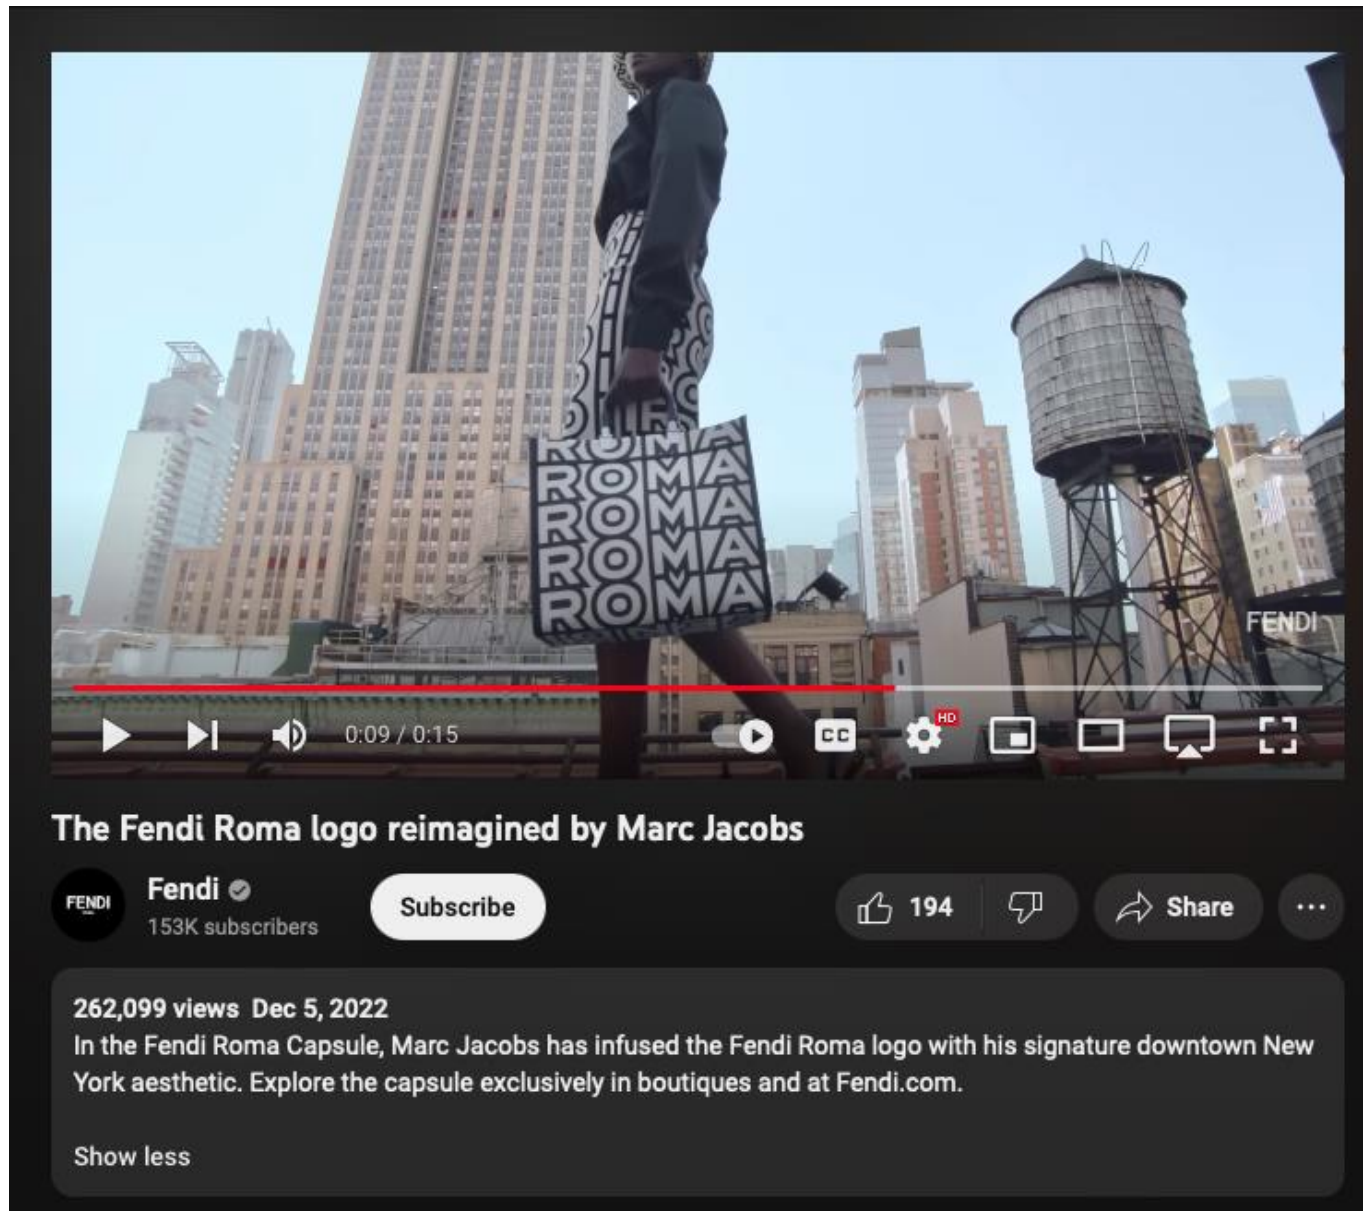 ROMA
ROMA
ROMA
ROMA
ROMA
FENDI
HD
0:09 / 0:15
CC
The Fendi Roma logo reimagined by Marc Jacobs
FENDI
Fendi
153K subscribers
Subscribe
194
Share
262,099 views Dec 5, 2022
In the Fendi Roma Capsule, Marc Jacobs has infused the Fendi Roma logo with his signature downtown New
York aesthetic. Explore the capsule exclusively in boutiques and at Fendi.com.
Show less